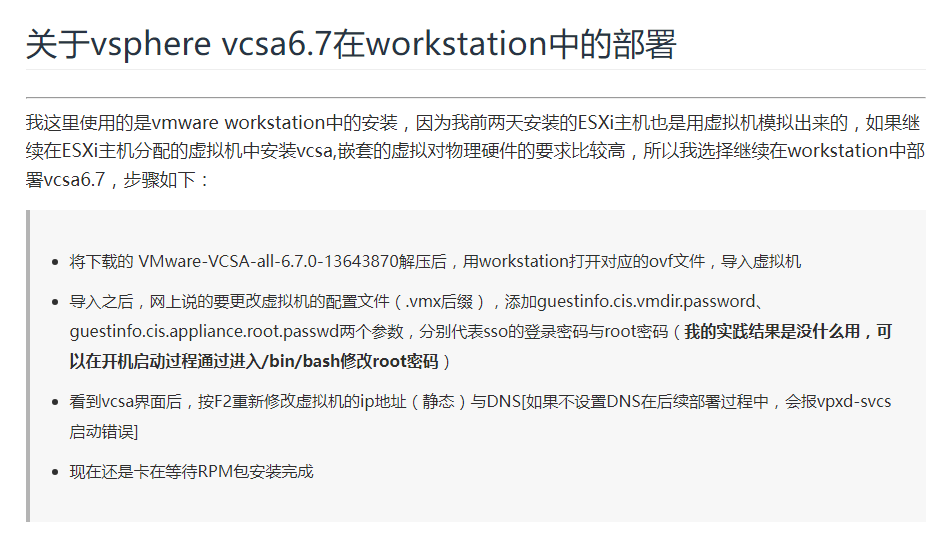 关于vsphere vcsa6.7在workstation中的部署
我这里使用的是vmware workstation中的安装，因为我前两天安装的ESXi主机也是用虚拟机模拟出来的，如果继
续在ESXi主机分配的虚拟机中安装vcsa,嵌套的虚拟对物理硬件的要求比较高，所以我选择继续在workstation中部
署vcsa6.7，步骤如下：
将下载的 VMware-VCSA-all-6.7.0-13643870解压后，用workstation打开对应的ovf文件，导入虚拟机
导入之后，网上说的要更改虚拟机的配置文件（.vmx后缀），添加guestinfo.cis.vmdir.password、
guestinfo.cis.appliance.root.passwd两个参数，分别代表sso的登录密码与root密码（我的实践结果是没什么用，可
以在开机启动过程通过进入/bin/bash修改root密码）
看到vcsa界面后，按F2重新修改虚拟机的ip地址（静态）与DNS[如果不设置DNS在后续部署过程中，会报vpxd-svcs
启动错误]
现在还是卡在等待RPM包安装完成